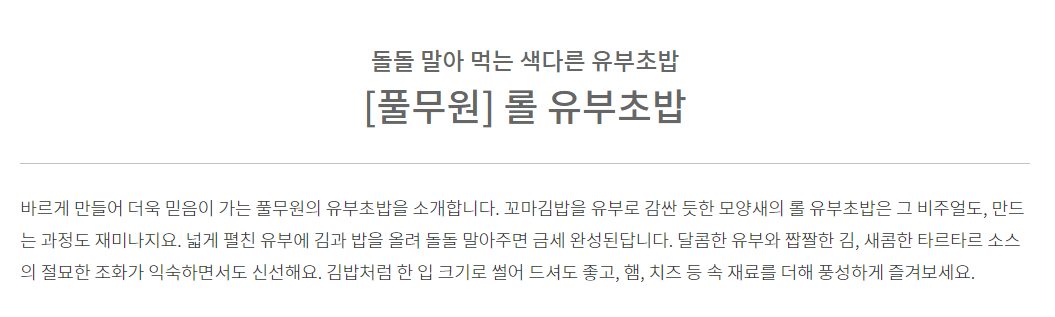 돌돌 말아 먹는 색다른 유부초밥
[풀무원] 롤 유부초밥
바르게 만들어 더욱 믿음이 가는 풀무원의 유부초밥을 소개합니다. 꼬마김밥을 유부로 감싼 듯한 모양새의 롤 유부초밥은 그 비주얼도, 만드
는 과정도 재미나지요. 넓게 펼친 유부에 김과 밥을 올려 돌돌 말아주면 금세 완성된답니다. 달콤한 유부와 짭짤한 김, 새콤한 타르타르 소스
의 절묘한 조화가 익숙하면서도 신선해요. 김밥처럼 한 입 크기로 썰어 드셔도 좋고, 햄, 치즈 등 속 재료를 더해 풍성하게 즐겨보세요.